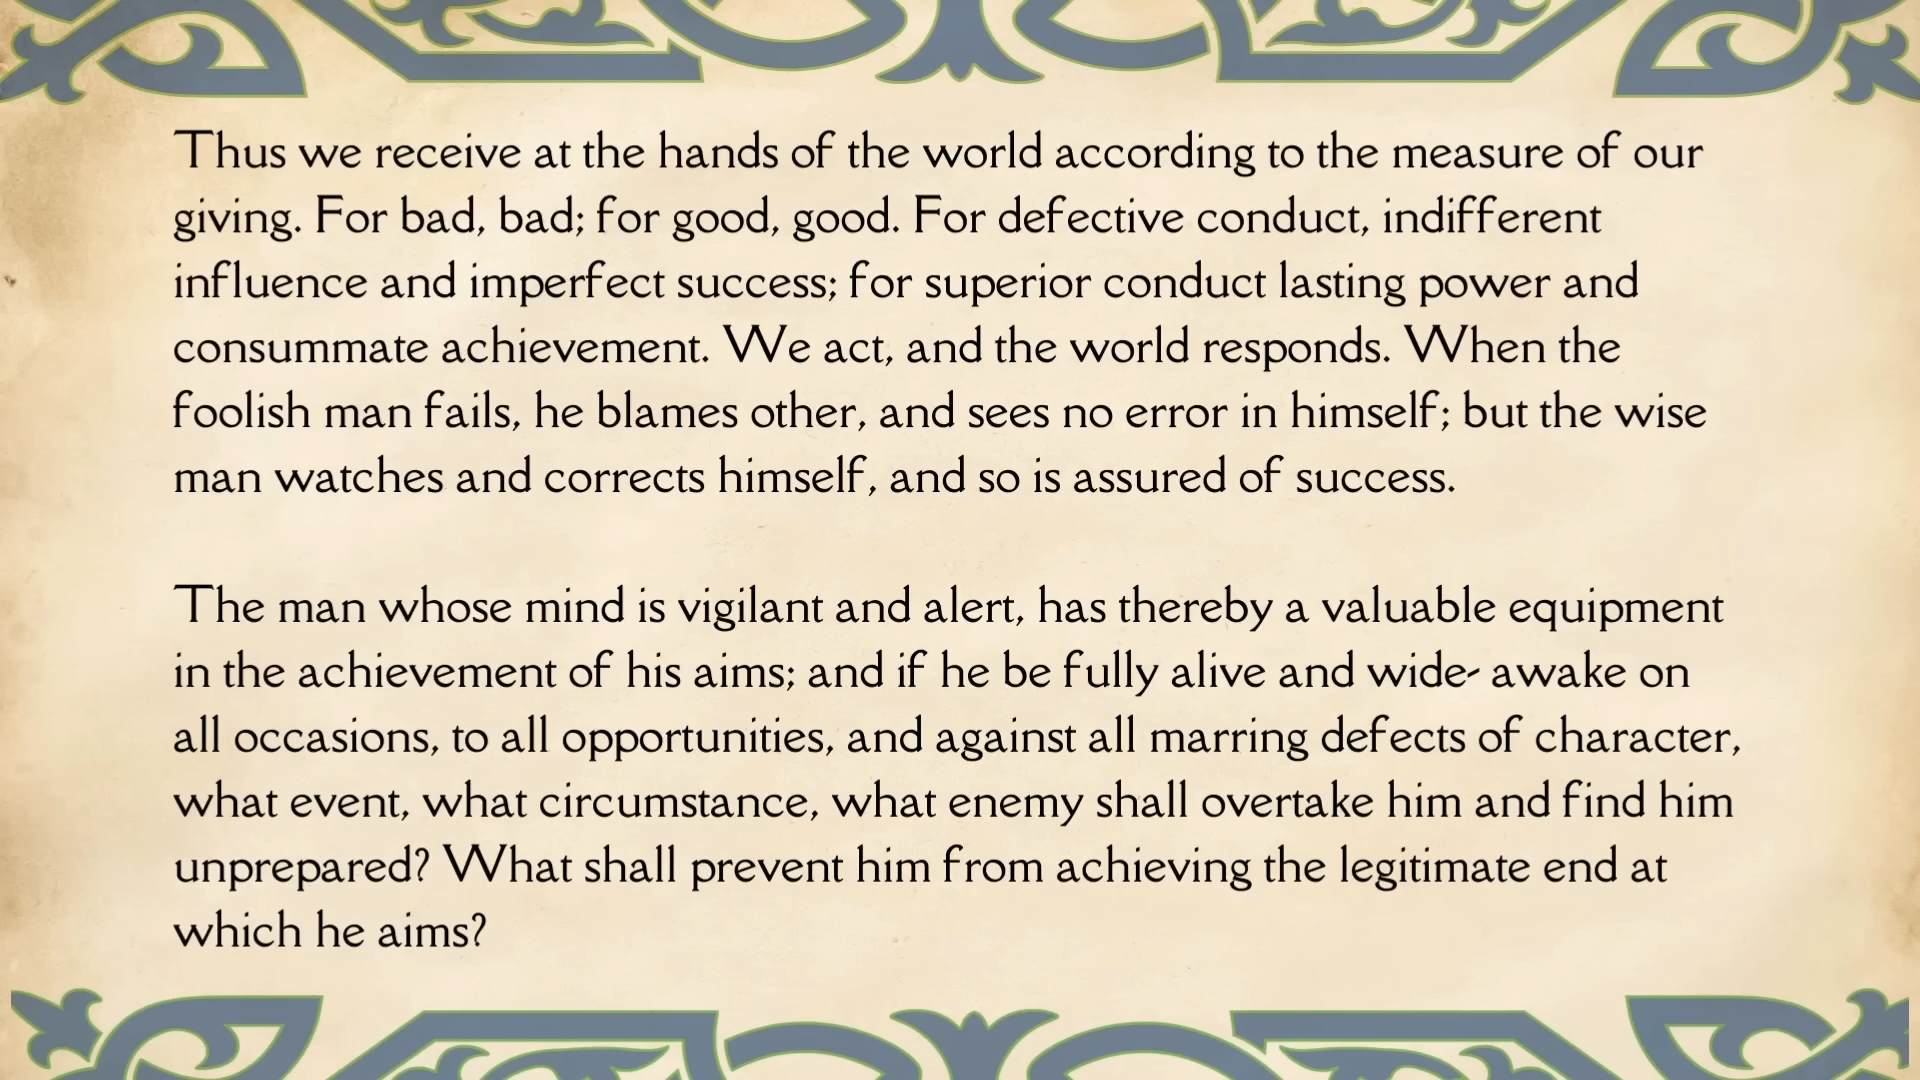 Thus we receive at the hands of the world according to the measure of our
giving. For bad, bad; for good, good. For defective conduct, indifferent
influence and imperfect success; for superior conduct lasting power and
consummate achievement. We act, and the world responds. When the
foolish man fails, he blames other, and sees no error in himself; but the wise
man watches and corrects himself, and so is assured of success.
The man whose mind is vigilant and alert, has thereby a valuable equipment
in the achievement of his aims; and if he be fully alive and wide- awake on
all occasions, to all opportunities, and against all marring defects of character,
what event, what circumstance, what enemy shall overtake him and find him
unprepared? What shall prevent him from achieving the legitimate end at
which he aims?